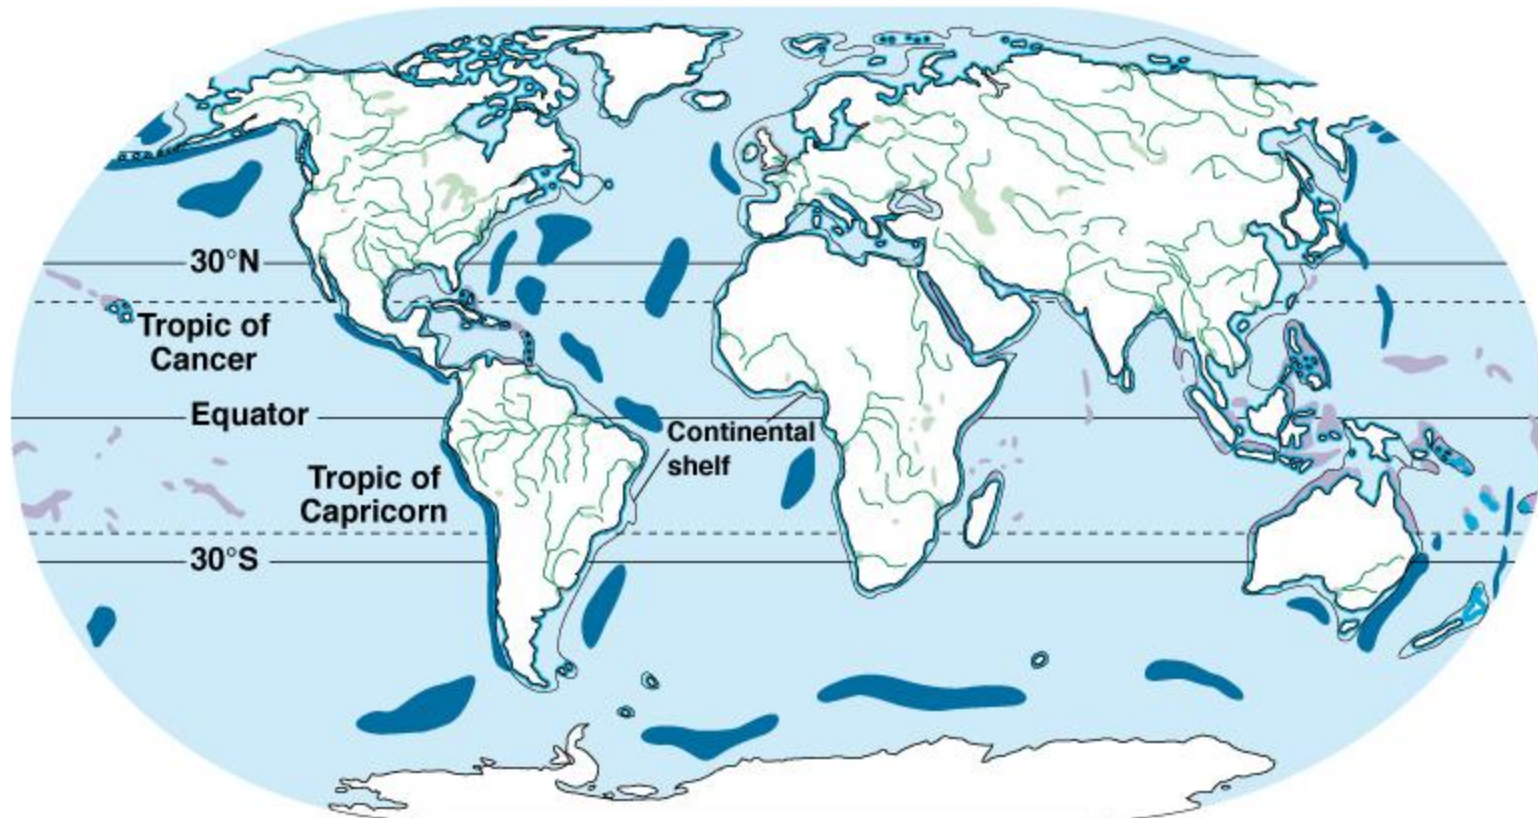 30°N
Tropic of
Cancer
Equator
Continental
shelf
Tropic of
Capricorn
30°S